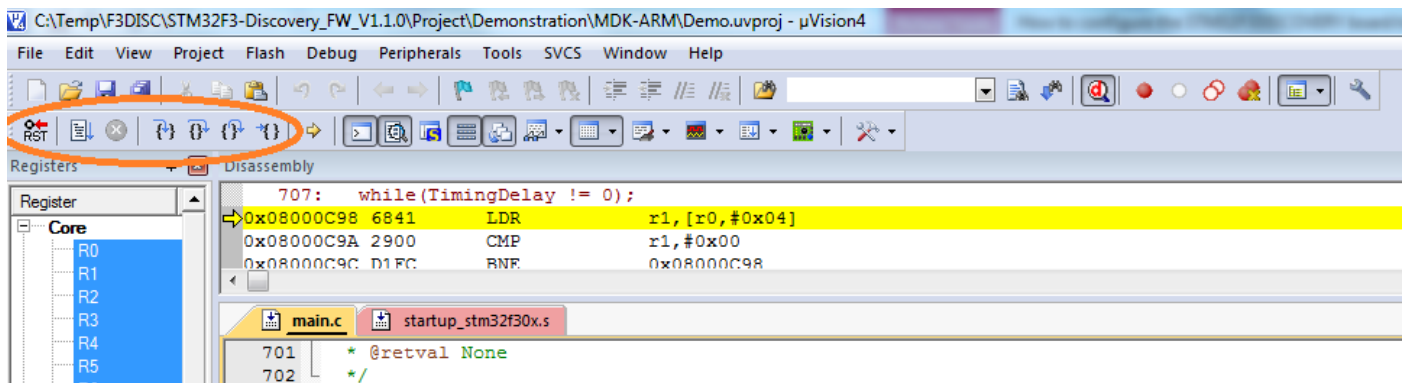 C:\Temp\F3DISC\STM32F3-Discovery_FW_V1.1.0\Project\Demonstration\MDK-ARM\Demo.uvproj - µVision4
File Edit View Project Flash Debug Peripherals Tools SVCS Window Help
RST
Registers
Disassembly
Register
Core
R0
R1
R2
R3
R4
R5
707: while(TimingDelay != 0);
0x08000C98 6841 LDR r1,[r0,#0x04]
0x08000C9A 2900 CMP r1,#0x00
0x08000C9C D1FC BNE 0x08000C98
main.c startup_stm32f30x.s
701 * @retval None
702 */